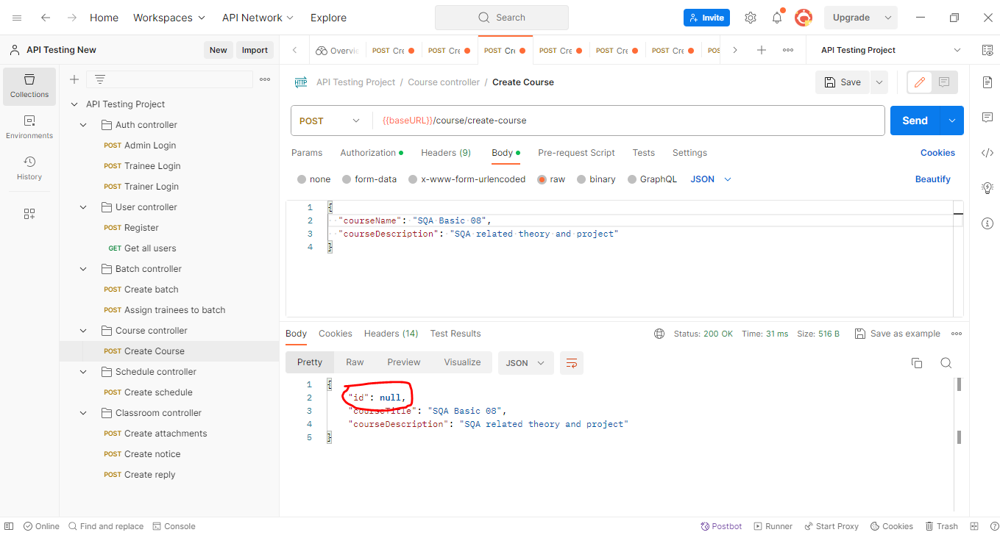 Home Workspaces API Network Explore Search Invite Upgrade
API Testing New New Import
Overvie POST Cre POST Cre POST Cre POST Cre POST Cre POST Cre POS API Testing Project
Collections
Environments
History
API Testing Project
Auth controller
POST Admin Login
POST Trainee Login
POST Trainer Login
User controller
POST Register
GET Get all users
Batch controller
POST Create batch
POST Assign trainees to batch
Course controller
POST Create Course
Schedule controller
POST Create schedule
Classroom controller
POST Create attachments
POST Create notice
POST Create reply
HTTP API Testing Project / Course controller / Create Course Save
POST {{baseURL}}/course/create-course Send
Params Authorization Headers (9) Body Pre-request Script Tests Settings Cookies
none form-data x-www-form-urlencoded raw binary GraphQL JSON Beautify
1 {
2 "courseName": "SQA Basic 08",
3 "courseDescription": "SQA related theory and project"
4 }
Body Cookies Headers (14) Test Results Status: 200 OK Time: 31 ms Size: 516 B Save as example
Pretty Raw Preview Visualize JSON
1 {
2 "id": null,
3 "courseTitle": "SQA Basic 08",
4 "courseDescription": "SQA related theory and project"
5 }
Online Find and replace Console Postbot Runner Start Proxy Cookies Trash